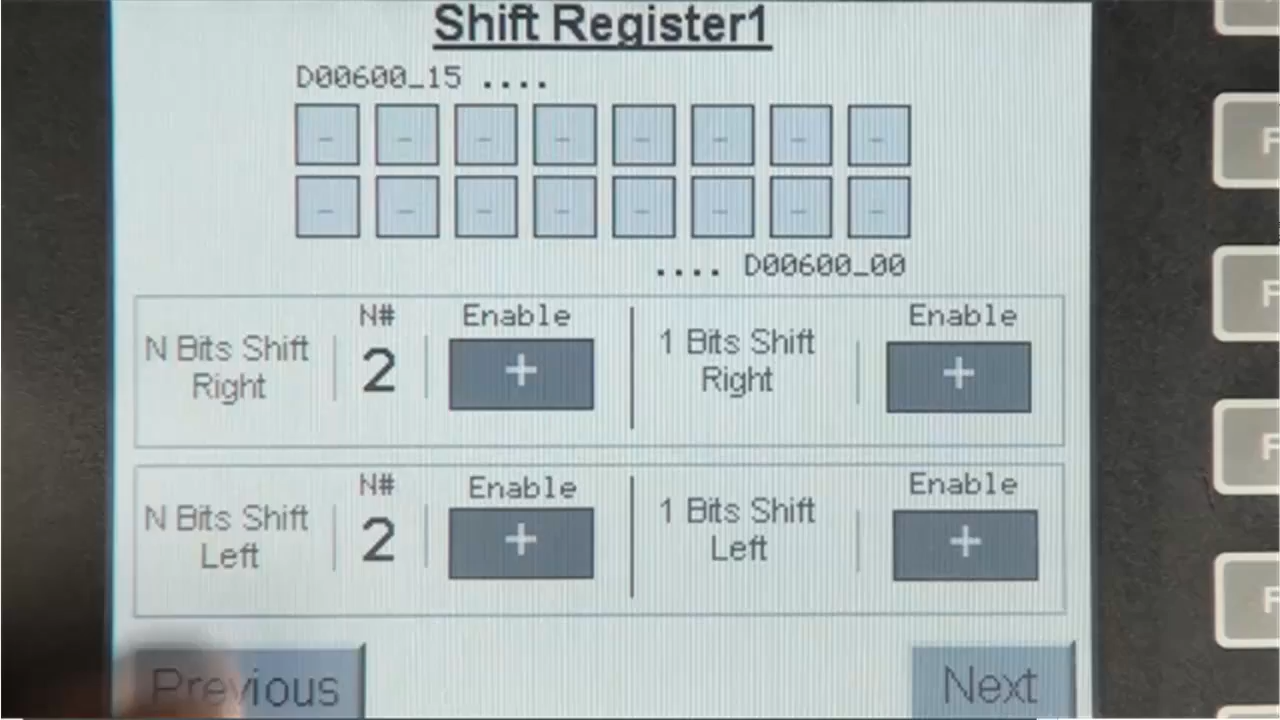 Shift Register1
D00600_15 ....
- - - - - - - -
- - - - - - - -
.... D00600_00
N Bits Shift
Right
N#
2
Enable
+
1 Bits Shift
Right
Enable
+
N Bits Shift
Left
N#
2
Enable
+
1 Bits Shift
Left
Enable
+
Previous
Next
F
F
F
F